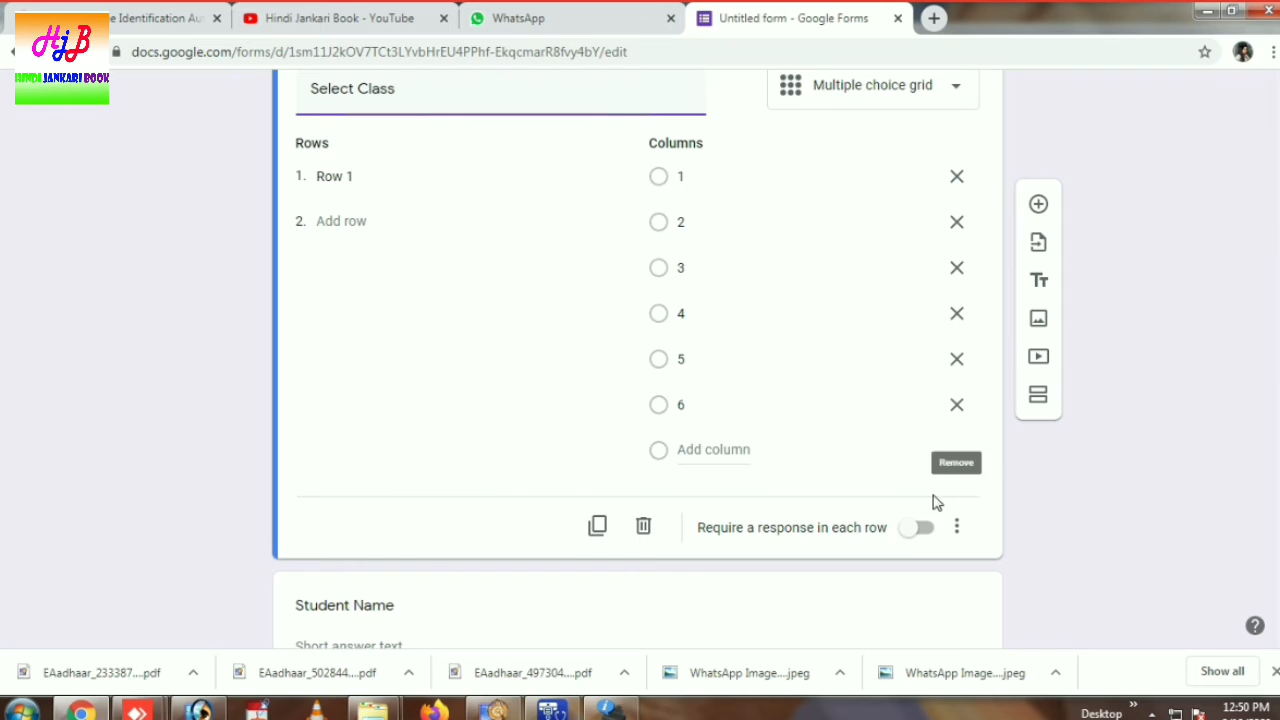 e Identification Au
Hindi Jankari Book - YouTube
WhatsApp
Untitled form - Google Forms
docs.google.com/forms/d/1sm11J2kOV7TCt3LYvbHrEU4PPhf-EkqcmarR8fvy4bY/edit
HjB
HINDI JANKARI BOOK
Select Class
Multiple choice grid
Rows
Columns
1. Row 1
1
2. Add row
2
3
4
5
6
Add column
Remove
Require a response in each row
Student Name
Short answer text
EAadhaar_233387....pdf
EAadhaar_502844....pdf
EAadhaar_497304....pdf
WhatsApp Image....jpeg
WhatsApp Image....jpeg
Show all
Desktop
12:50 PM